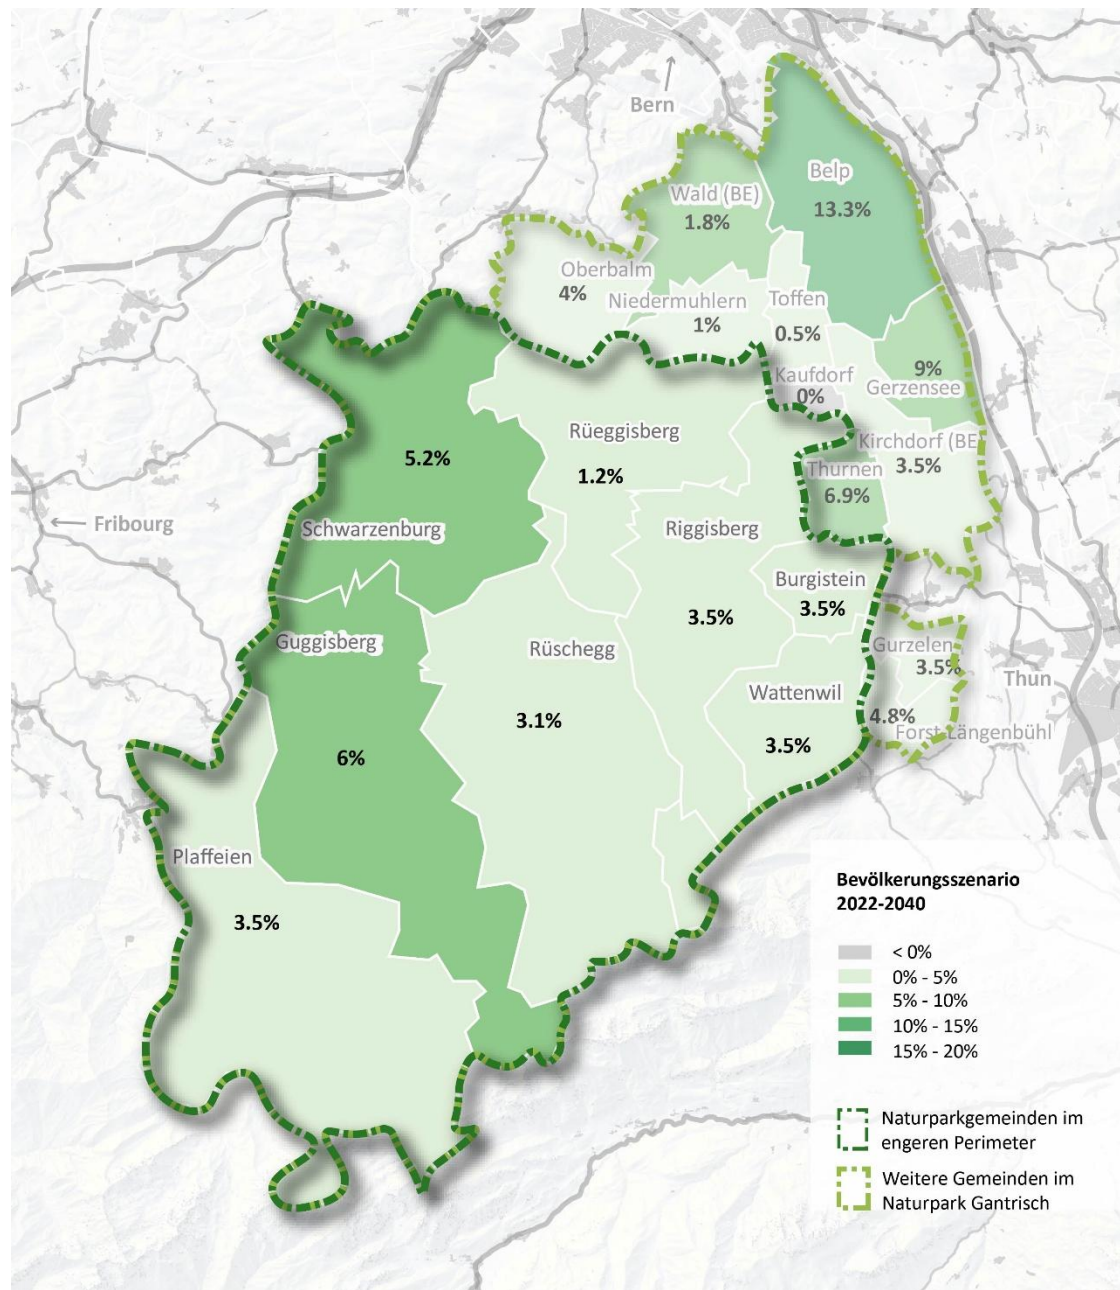 Bern
Belp
13.3%
Wald (BE)
1.8%
Oberbalm
4%
Niedermuhlern
1%
Toffen
0.5%
Kaufdorf
0%
9%
Gerzensee
Kirchdorf (BE)
3.5%
Thurnen
6.9%
Rüeggisberg
1.2%
5.2%
Schwarzenburg
← Fribourg
Riggisberg
3.5%
Burgistein
3.5%
Guggisberg
6%
Rüschegg
3.1%
Wattenwil
3.5%
Gurzelen
3.5%
Thun
4.8%
Forst-Längenbühl
Plaffeien
3.5%
Bevölkerungsszenario
2022-2040
< 0%
0% - 5%
5% - 10%
10% - 15%
15% - 20%
Naturparkgemeinden im
engeren Perimeter
Weitere Gemeinden im
Naturpark Gantrisch